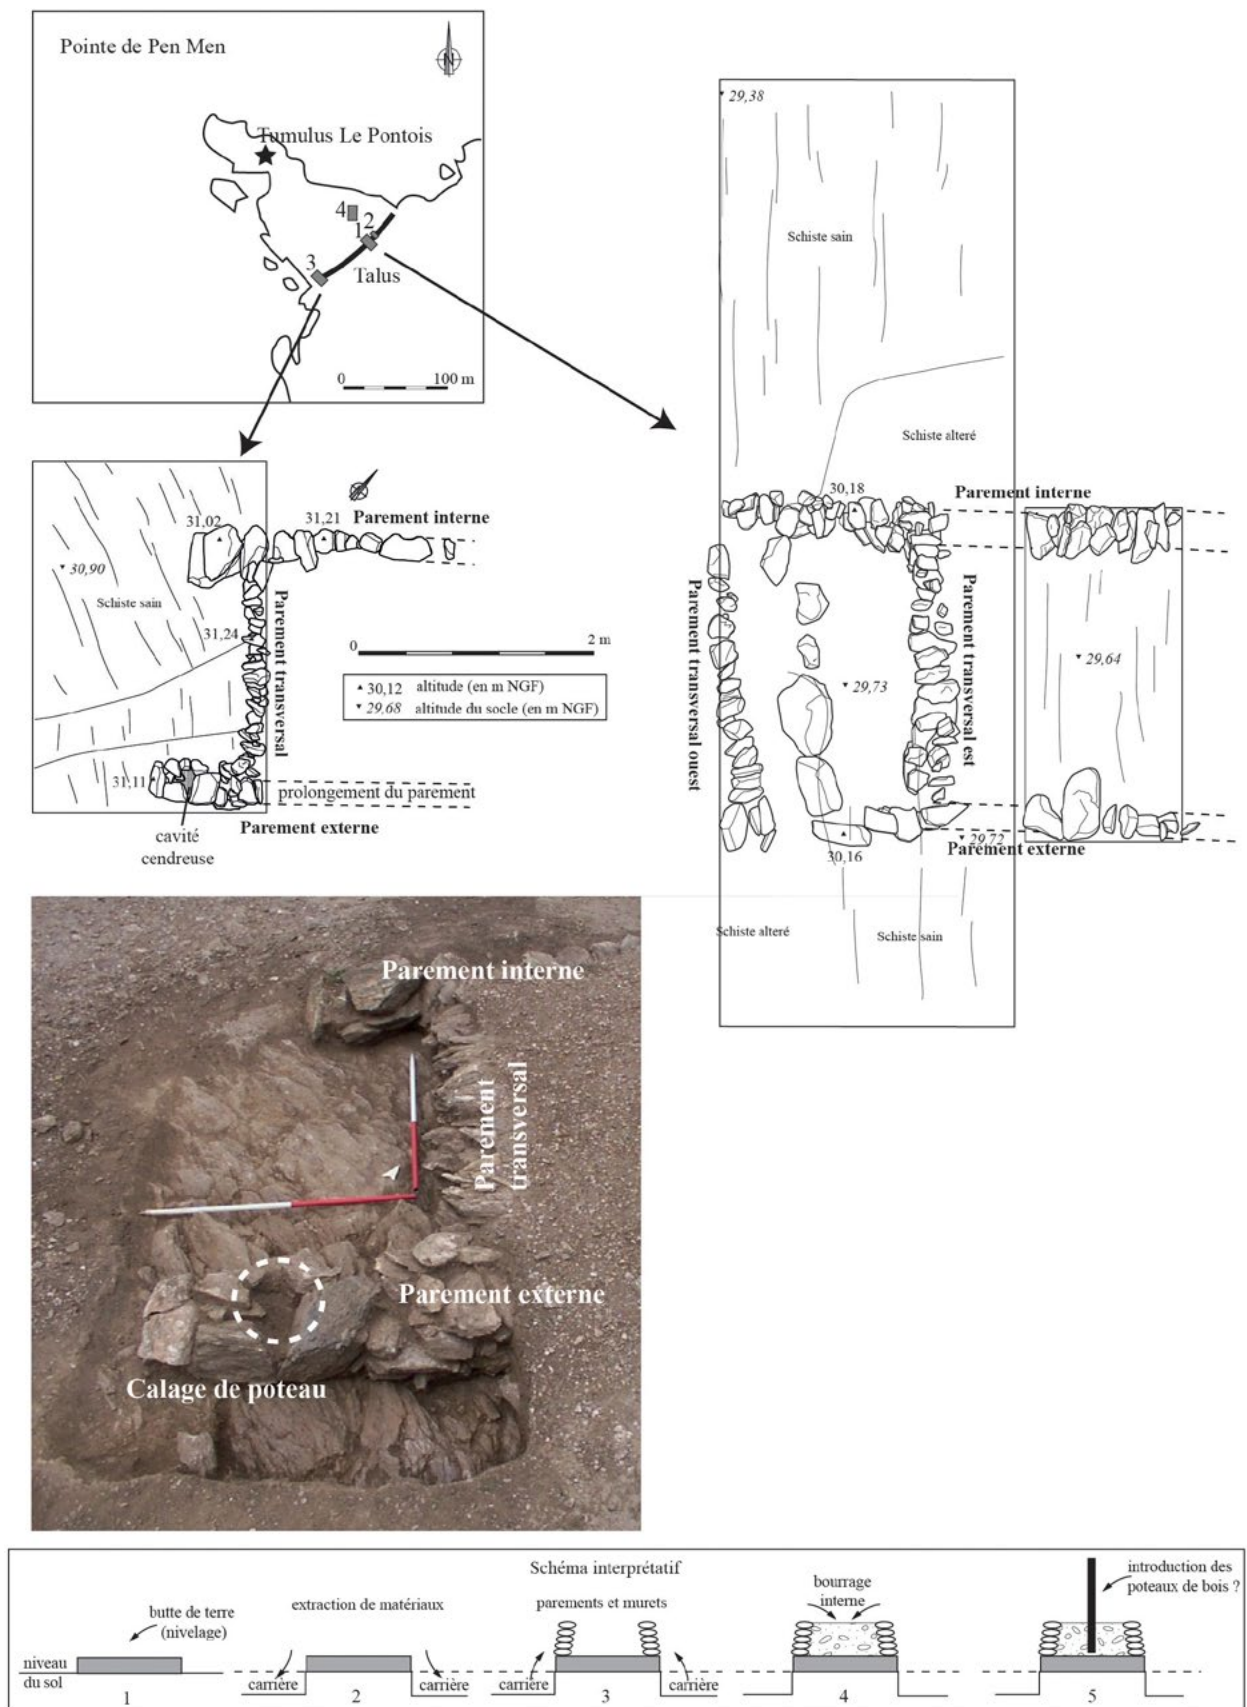 Pointe de Pen Men
N
Tumulus Le Pontois
4
2
1
3
Talus
0 100 m
29,38
Schiste sain
Schiste alteré
30,18
Parement interne
Parement transversal ouest
Parement transversal est
29,73
29,64
29,72
Parement externe
30,16
Schiste alteré
Schiste sain
31,02
31,21
Parement interne
30,90
Schiste sain
31,24
Parement transversal
31,11
prolongement du parement
Parement externe
cavité
cendreuse
0 2 m
30,12 altitude (en m NGF)
29,68 altitude du socle (en m NGF)
Parement interne
Parement
transversal
Parement externe
Calage de poteau
Schéma interprétatif
butte de terre
(nivelage)
niveau
du sol
1
extraction de matériaux
carrière
carrière
2
parements et murets
carrière
carrière
3
bourrage
interne
4
introduction des
poteaux de bois ?
5